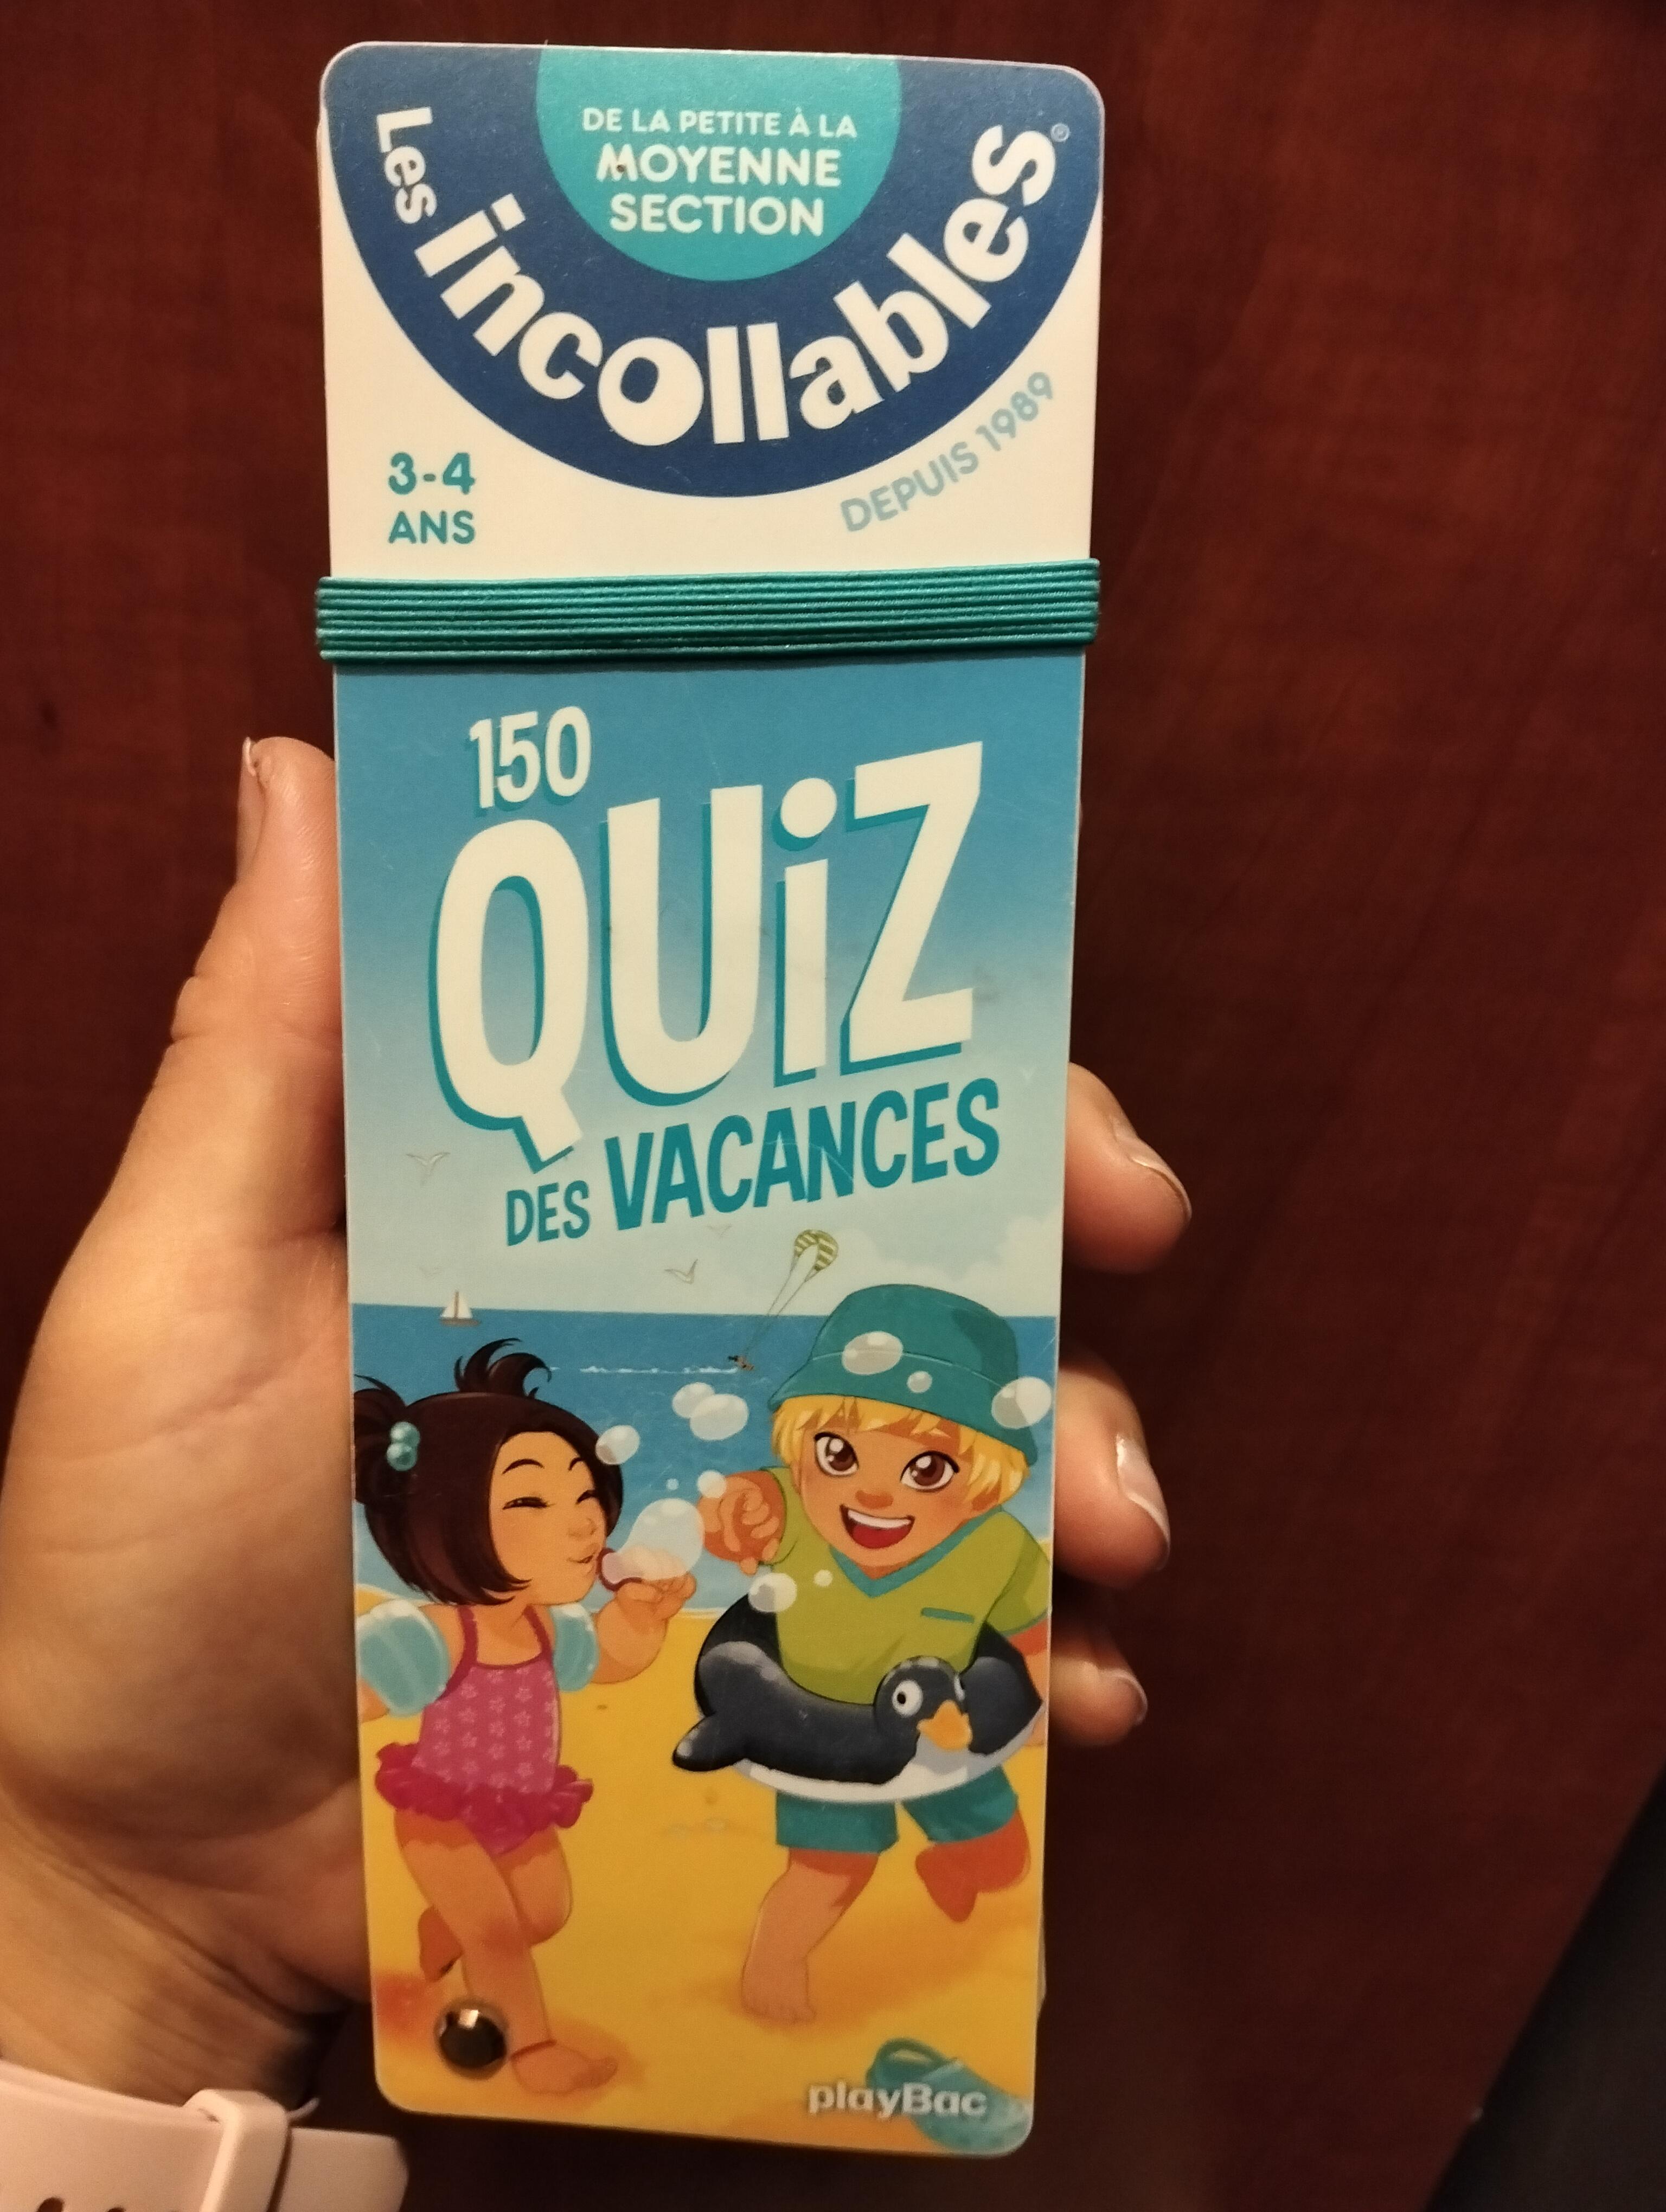 DE LA PETITE À LA
MOYENNE
SECTION
Les incollables®
DEPUIS 1989
3-4
ANS
150
QUiZ
DES VACANCES
playBac